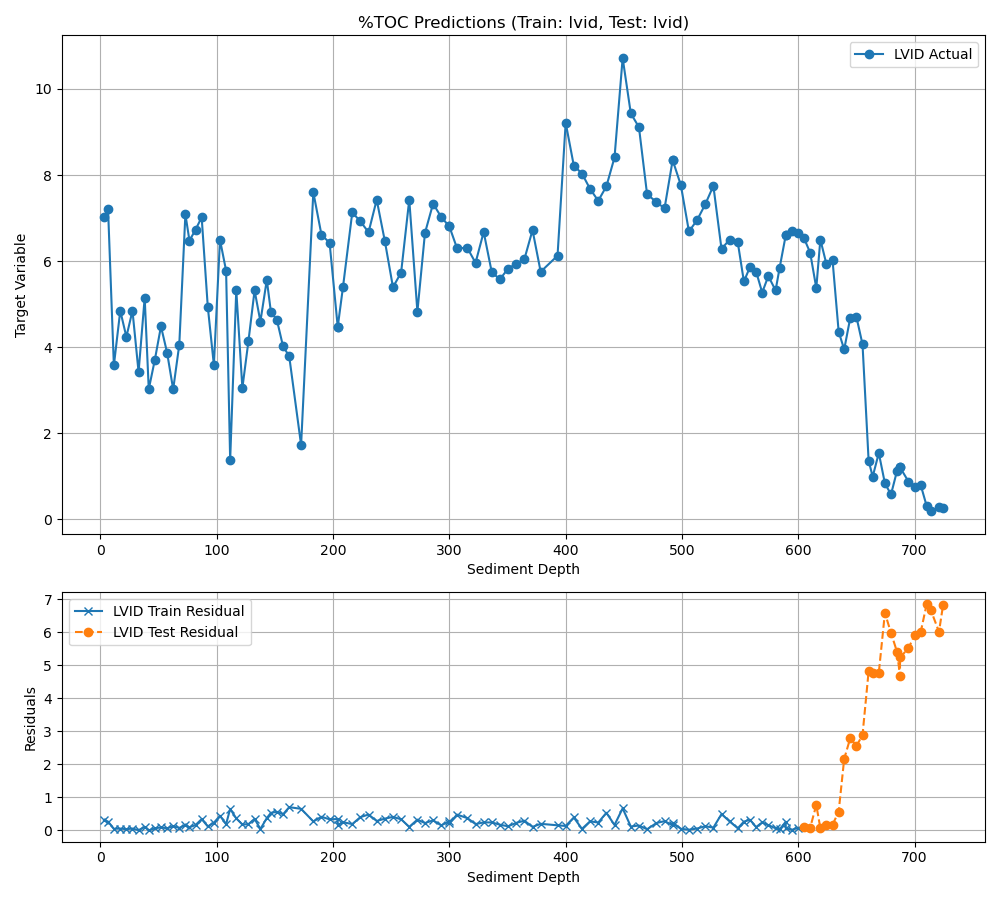 %TOC Predictions (Train: lvid, Test: lvid)
LVID Actual
Target Variable
10
8
6
4
2
0
0 100 200 300 400 500 600 700
Sediment Depth
LVID Train Residual
LVID Test Residual
Residuals
7
6
5
4
3
2
1
0
0 100 200 300 400 500 600 700
Sediment Depth